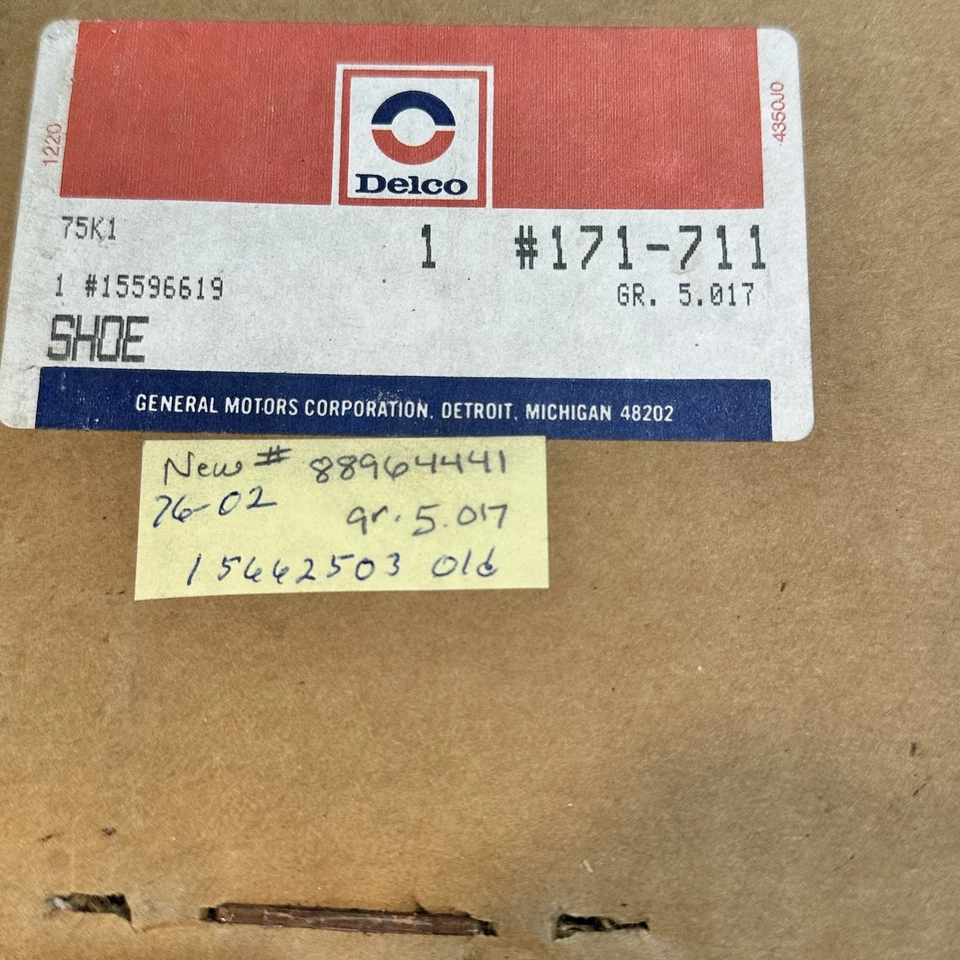 1220
4350J0
Delco
75K1
1 #171-711
1 #15596619
GR. 5.017
SHOE
GENERAL MOTORS CORPORATION, DETROIT, MICHIGAN 48202
New # 88964441
76-02 gr. 5.017
15642503 Old